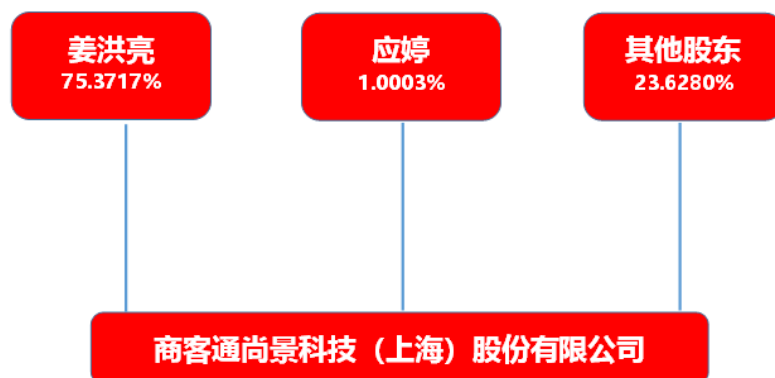 姜洪亮
75.3717%
应婷
1.0003%
其他股东
23.6280%
商客通尚景科技（上海）股份有限公司